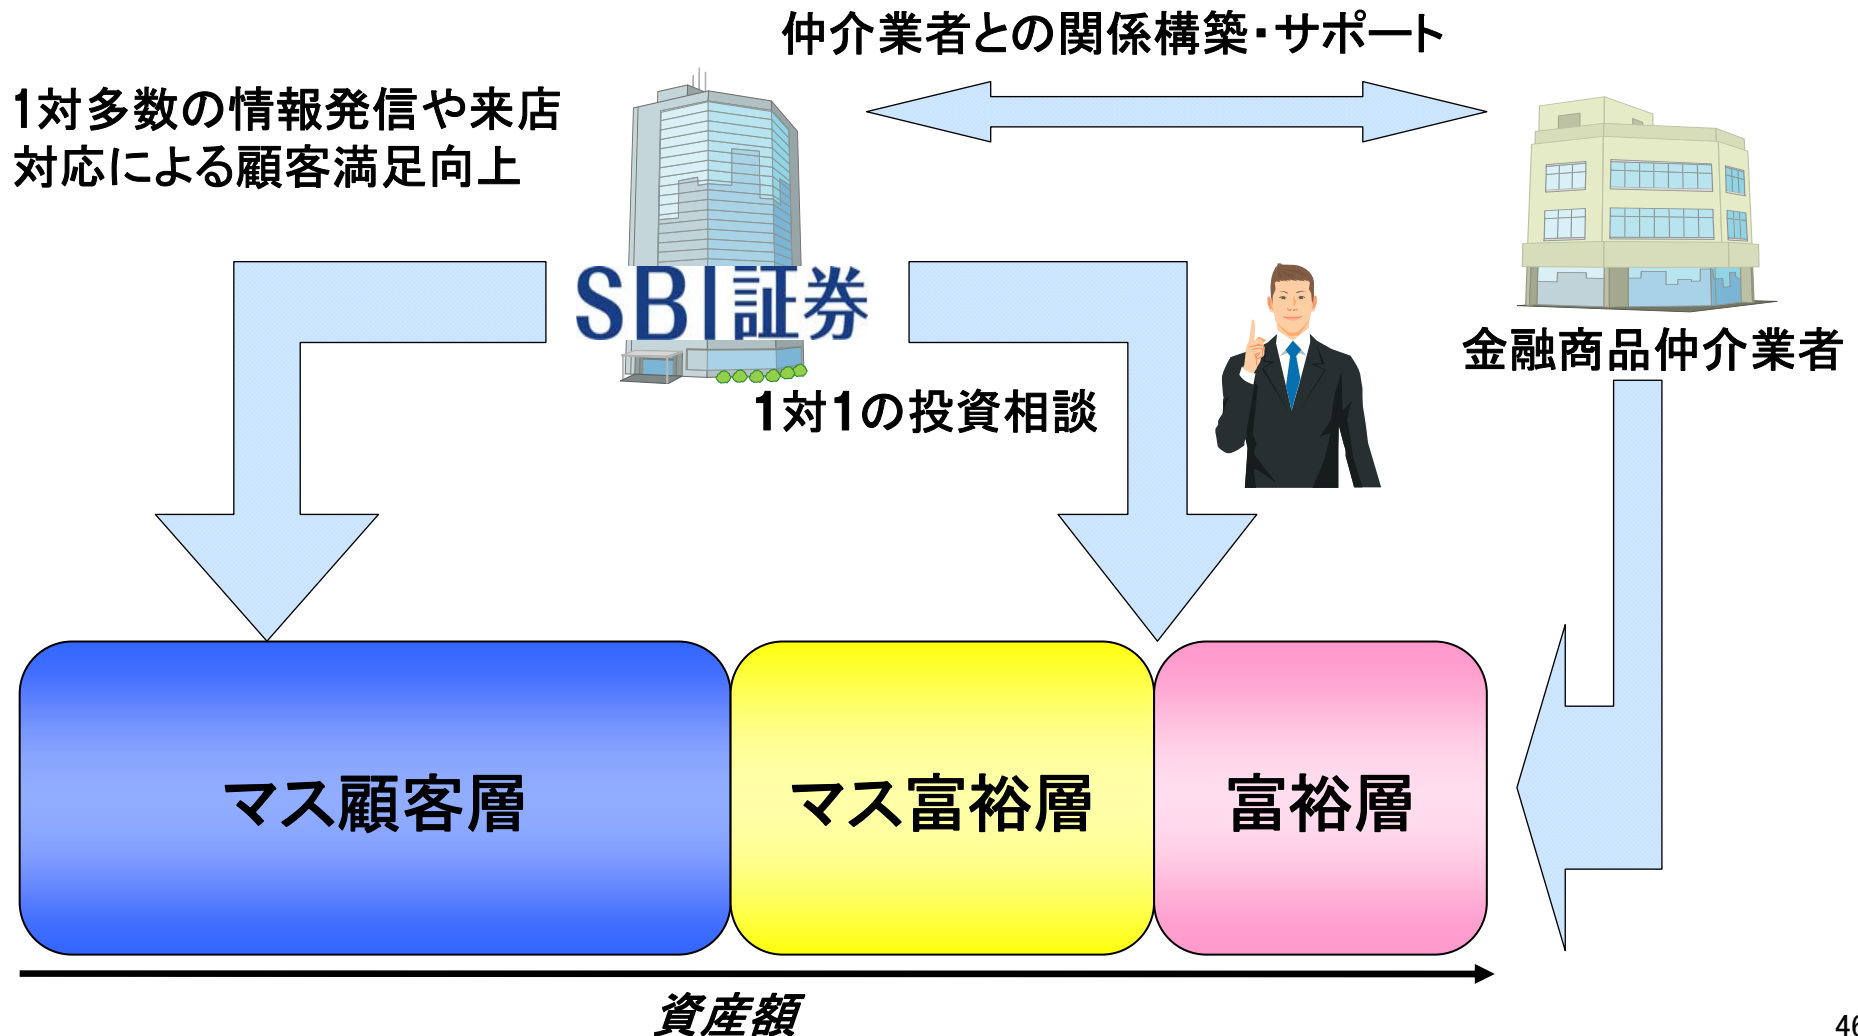 仲介業者との関係構築・サポート
1対多数の情報発信や来店
対応による顧客満足向上
SBI証券
金融商品仲介業者
1対1の投資相談
マス顧客層
マス富裕層
富裕層
資産額
46